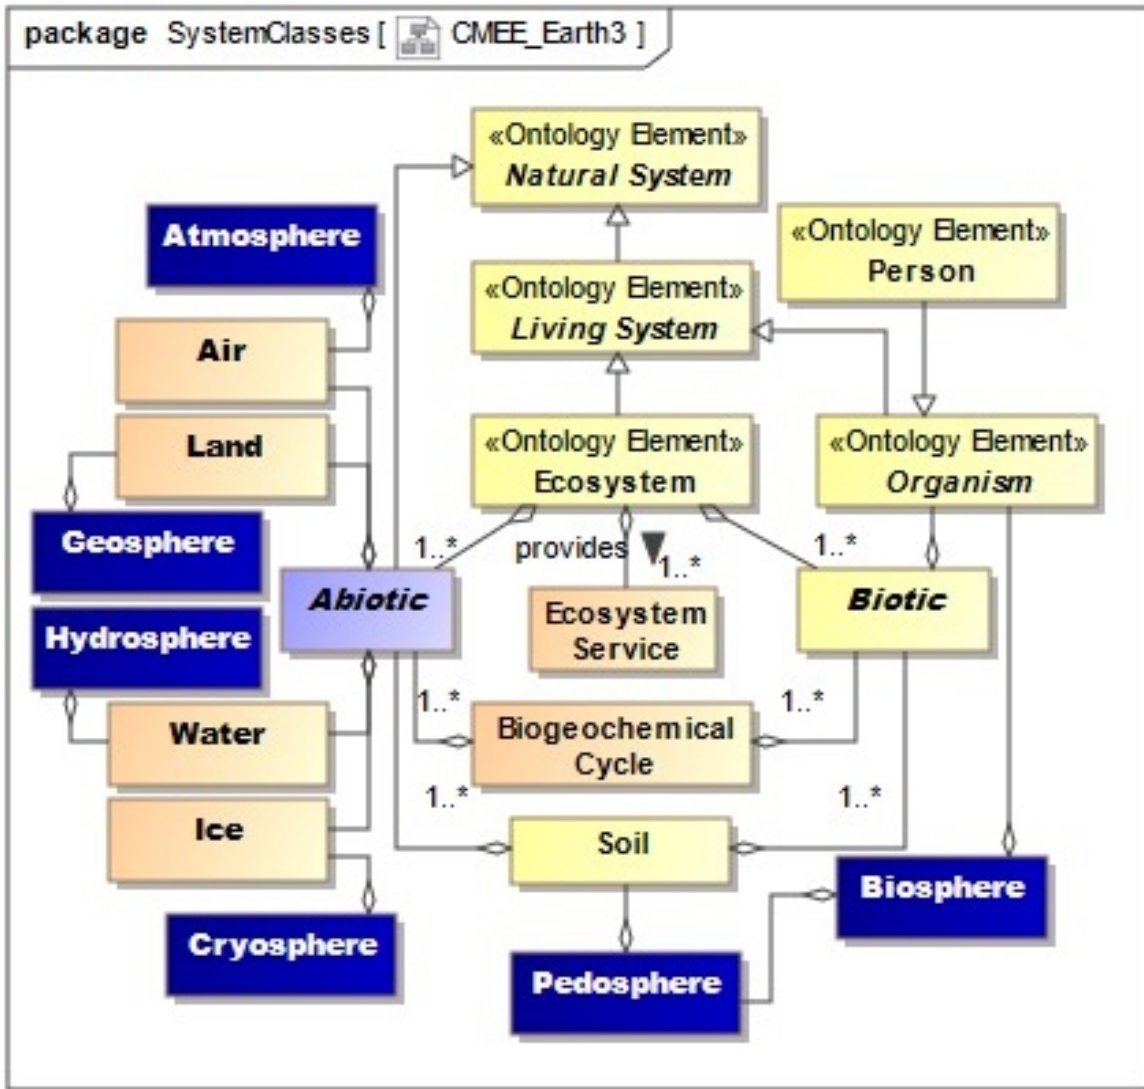 package SystemClasses [ CMEE_Earth3 ]
«Ontology Element»
Natural System
Atmosphere
«Ontology Element»
Person
«Ontology Element»
Living System
Air
Land
«Ontology Element»
Ecosystem
«Ontology Element»
Organism
Geosphere
1..*
provides
1..*
1..*
Abiotic
Ecosystem
Service
Biotic
Hydrosphere
1..*
1..*
Water
Biogeochemical
Cycle
1..*
1..*
Ice
Soil
Biosphere
Cryosphere
Pedosphere